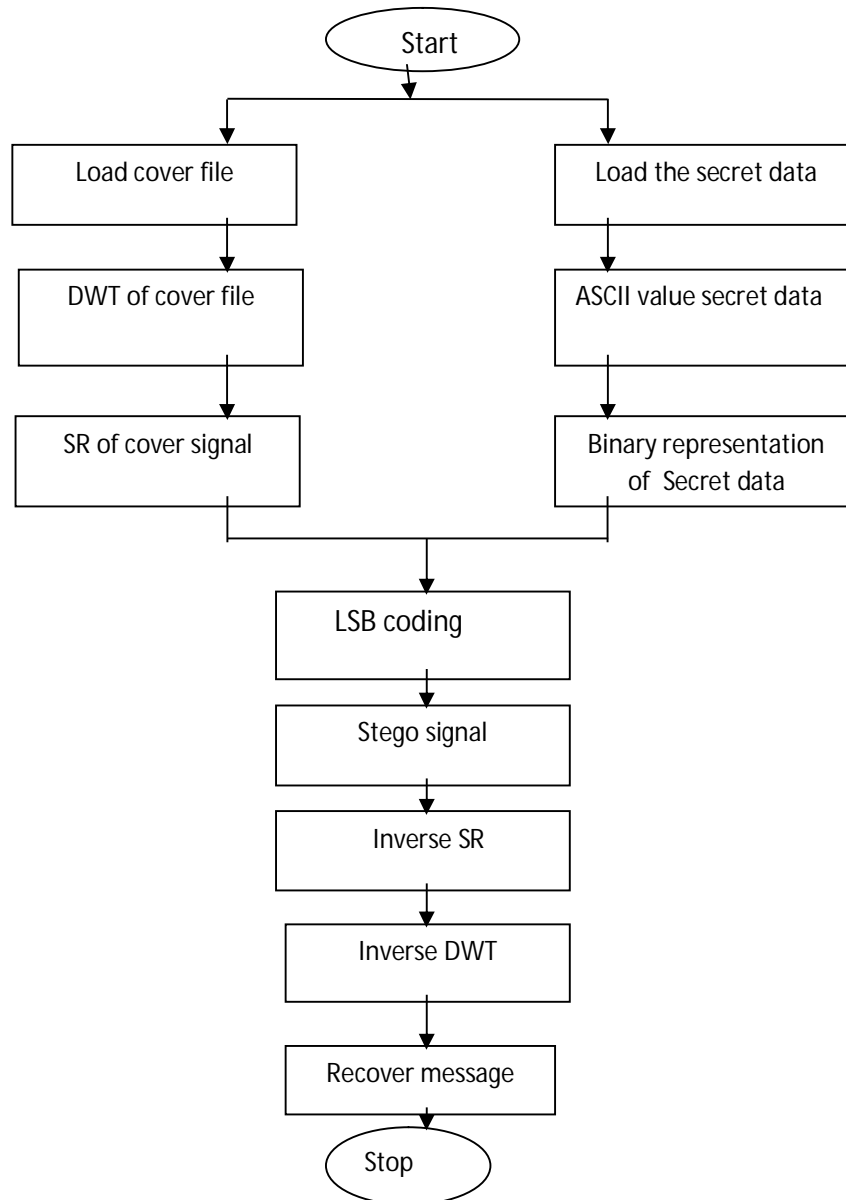 Start
Load cover file
Load the secret data
DWT of cover file
ASCII value secret data
SR of cover signal
Binary representation
of Secret data
LSB coding
Stego signal
Inverse SR
Inverse DWT
Recover message
Stop